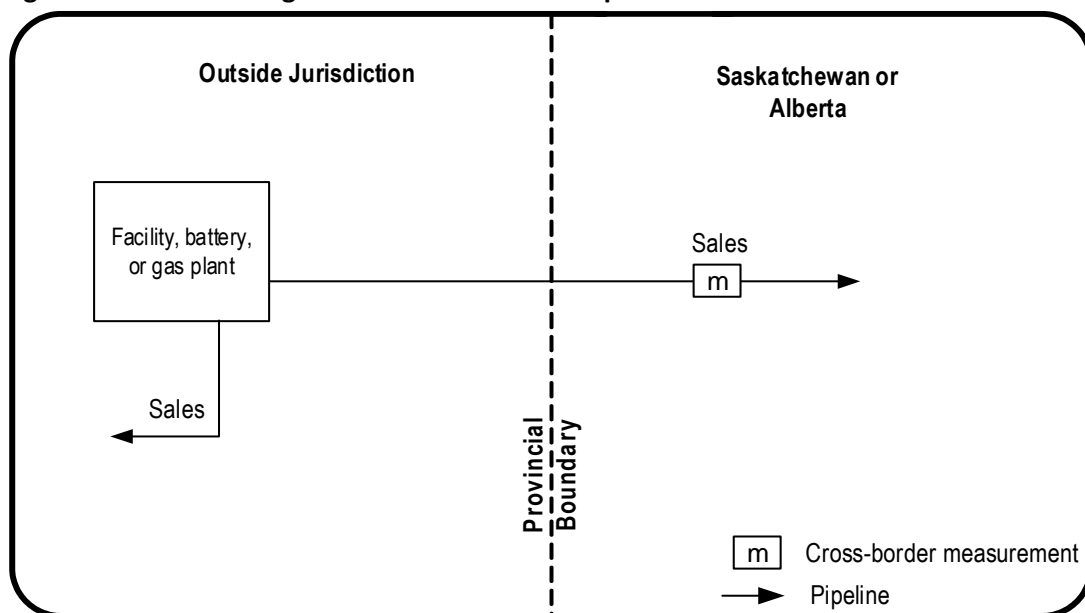 Outside Jurisdiction
Saskatchewan or
Alberta
Facility, battery,
or gas plant
Sales
m
Sales
Provincial
Boundary
m Cross-border measurement
Pipeline